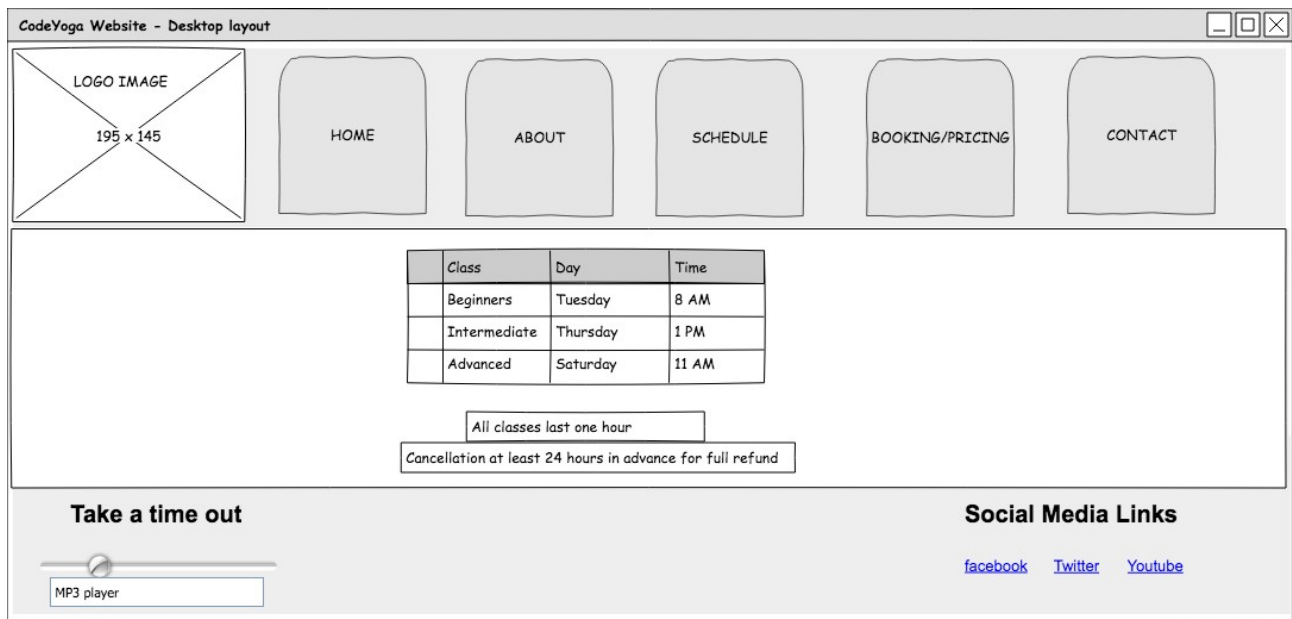 CodeYoga Website - Desktop layout
LOGO IMAGE
195 x 145
HOME
ABOUT
SCHEDULE
BOOKING/PRICING
CONTACT
Class Day Time
Beginners Tuesday 8 AM
Intermediate Thursday 1 PM
Advanced Saturday 11 AM
All classes last one hour
Cancellation at least 24 hours in advance for full refund
Take a time out
MP3 player
Social Media Links
facebook Twitter Youtube